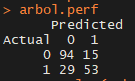 > arbol.perf
Predicted
Actual 0 1
0 94 15
1 29 53